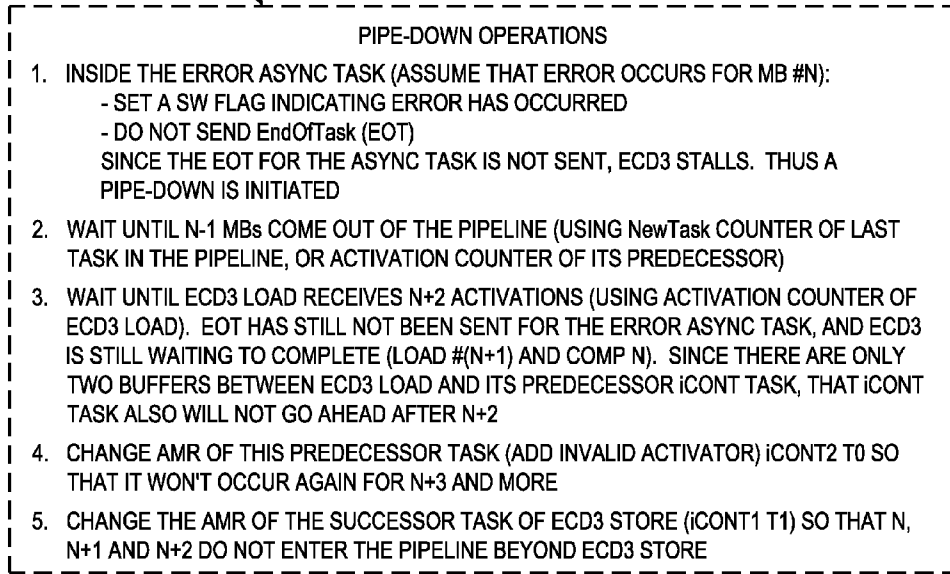 PIPE-DOWN OPERATIONS
1. INSIDE THE ERROR ASYNC TASK (ASSUME THAT ERROR OCCURS FOR MB #N):
- SET A SW FLAG INDICATING ERROR HAS OCCURRED
- DO NOT SEND EndOfTask (EOT)
SINCE THE EOT FOR THE ASYNC TASK IS NOT SENT, ECD3 STALLS. THUS A
PIPE-DOWN IS INITIATED
2. WAIT UNTIL N-1 MBs COME OUT OF THE PIPELINE (USING NewTask COUNTER OF LAST
TASK IN THE PIPELINE, OR ACTIVATION COUNTER OF ITS PREDECESSOR)
3. WAIT UNTIL ECD3 LOAD RECEIVES N+2 ACTIVATIONS (USING ACTIVATION COUNTER OF
ECD3 LOAD). EOT HAS STILL NOT BEEN SENT FOR THE ERROR ASYNC TASK, AND ECD3
IS STILL WAITING TO COMPLETE (LOAD #(N+1) AND COMP N). SINCE THERE ARE ONLY
TWO BUFFERS BETWEEN ECD3 LOAD AND ITS PREDECESSOR iCONT TASK, THAT iCONT
TASK ALSO WILL NOT GO AHEAD AFTER N+2
4. CHANGE AMR OF THIS PREDECESSOR TASK (ADD INVALID ACTIVATOR) iCONT2 T0 SO
THAT IT WON'T OCCUR AGAIN FOR N+3 AND MORE
5. CHANGE THE AMR OF THE SUCCESSOR TASK OF ECD3 STORE (iCONT1 T1) SO THAT N,
N+1 AND N+2 DO NOT ENTER THE PIPELINE BEYOND ECD3 STORE